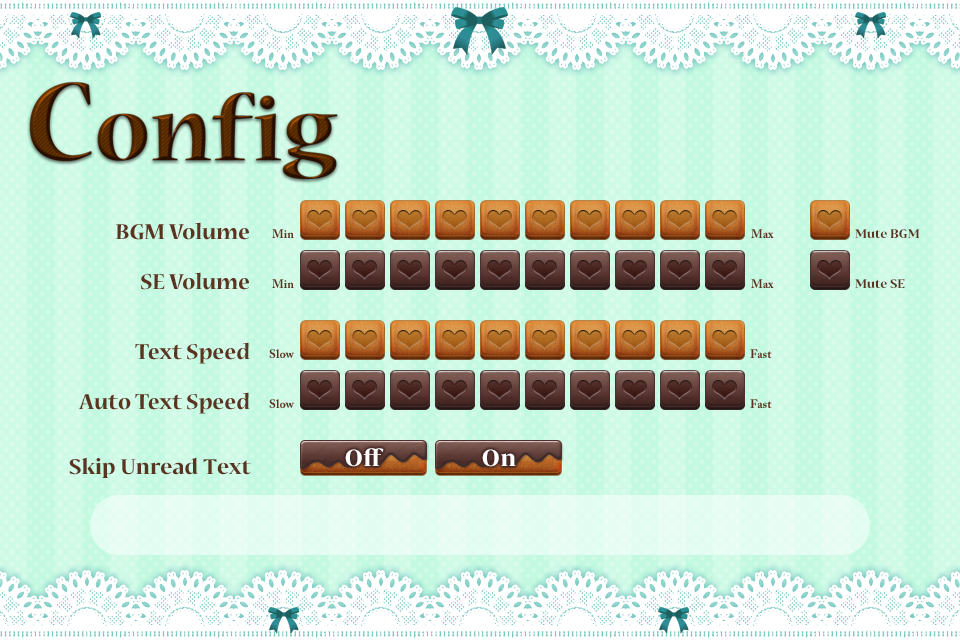 Config
BGM Volume Min Max Mute BGM
SE Volume Min Max Mute SE
Text Speed Slow Fast
Auto Text Speed Slow Fast
Skip Unread Text Off On